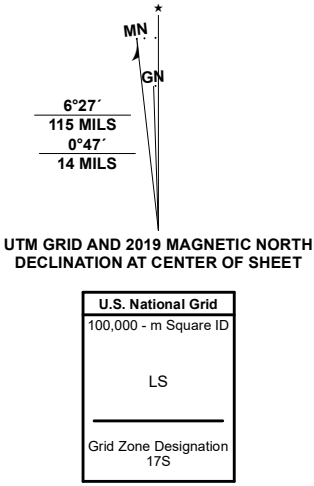 ★
MN
GN
6°27´
115 MILS
0°47´
14 MILS
UTM GRID AND 2019 MAGNETIC NORTH
DECLINATION AT CENTER OF SHEET
U.S. National Grid
100,000 - m Square ID
LS
Grid Zone Designation
17S